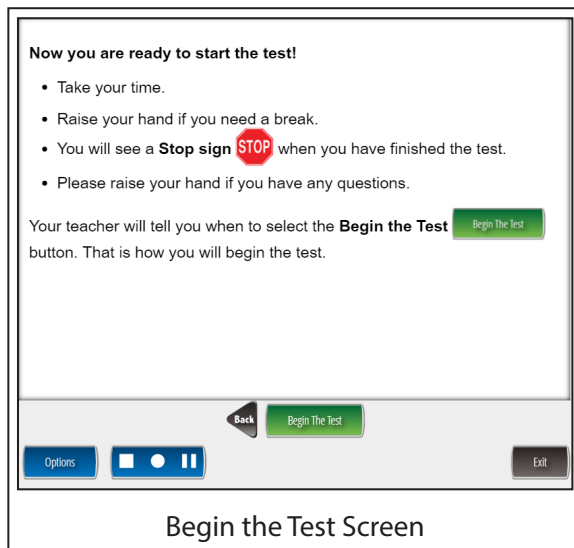 Now you are ready to start the test!
• Take your time.
• Raise your hand if you need a break.
• You will see a Stop sign STOP when you have finished the test.
• Please raise your hand if you have any questions.
Your teacher will tell you when to select the Begin the Test Begin The Test
button. That is how you will begin the test.
Back Begin The Test
Options Exit
Begin the Test Screen